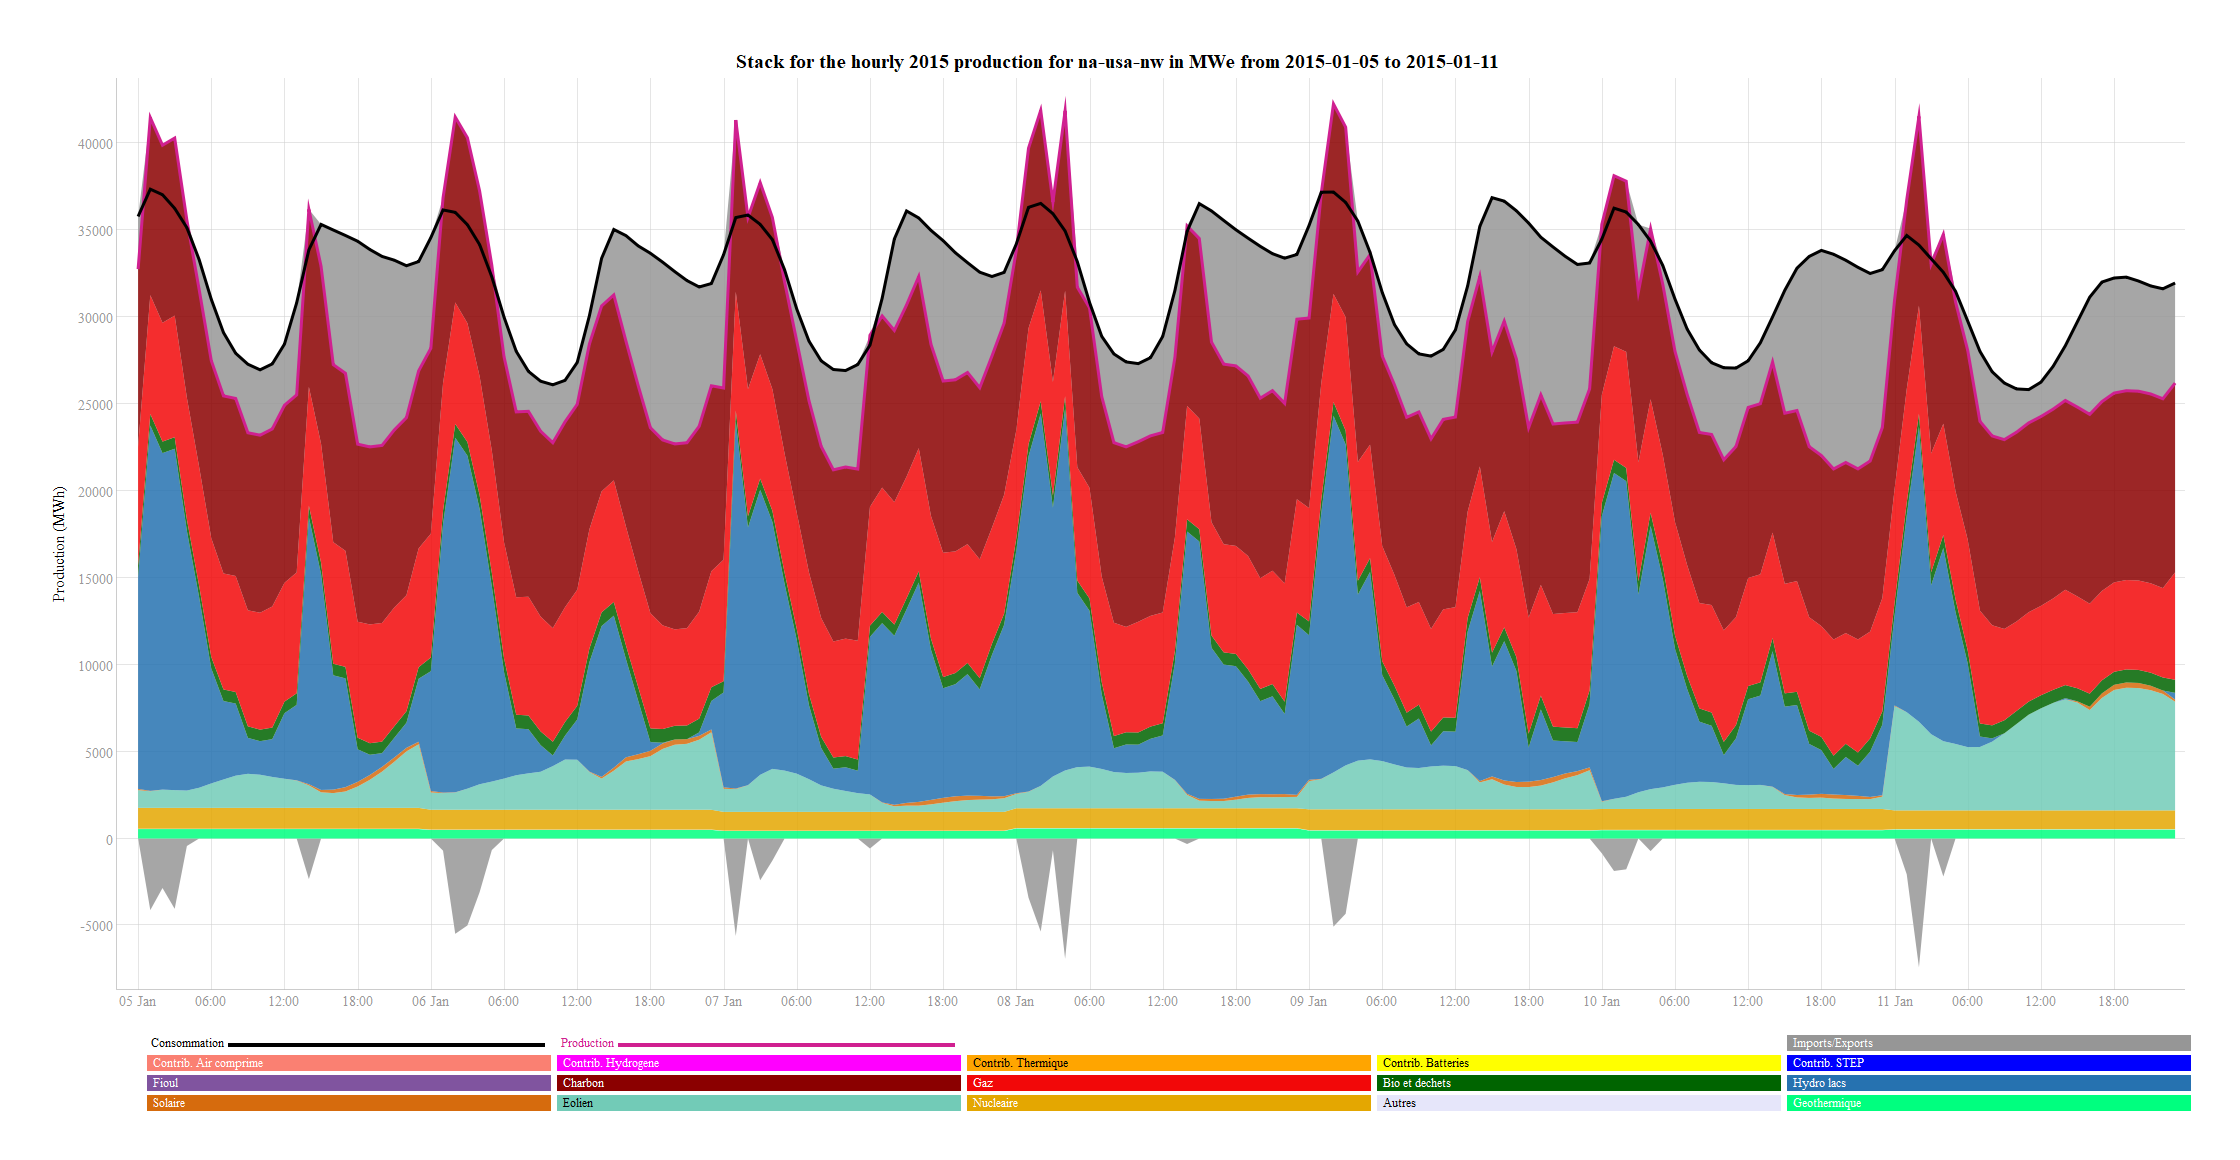 Stack for the hourly 2015 production for na-usa-nw in MWe from 2015-01-05 to 2015-01-11
Production (MWh)
40000
35000
30000
25000
20000
15000
10000
5000
0
-5000
05 Jan 06:00 12:00 18:00 06 Jan 06:00 12:00 18:00 07 Jan 06:00 12:00 18:00 08 Jan 06:00 12:00 18:00 09 Jan 06:00 12:00 18:00 10 Jan 06:00 12:00 18:00 11 Jan 06:00 12:00 18:00
Consommation Production Imports/Exports
Contrib. Air comprime Contrib. Hydrogene Contrib. Thermique Contrib. Batteries Contrib. STEP
Fioul Charbon Gaz Bio et dechets Hydro lacs
Solaire Eolien Nucleaire Autres Geothermique